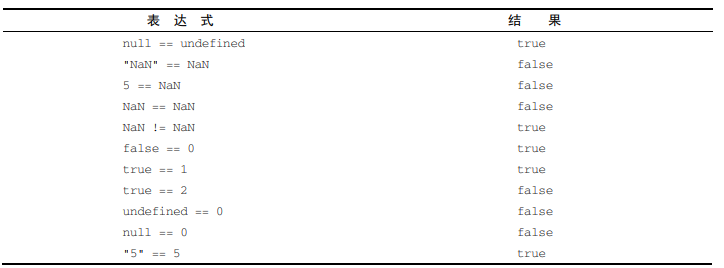 表 达 式 结 果
null == undefined true
"NaN" == NaN false
5 == NaN false
NaN == NaN false
NaN != NaN true
false == 0 true
true == 1 true
true == 2 false
undefined == 0 false
null == 0 false
"5" == 5 true